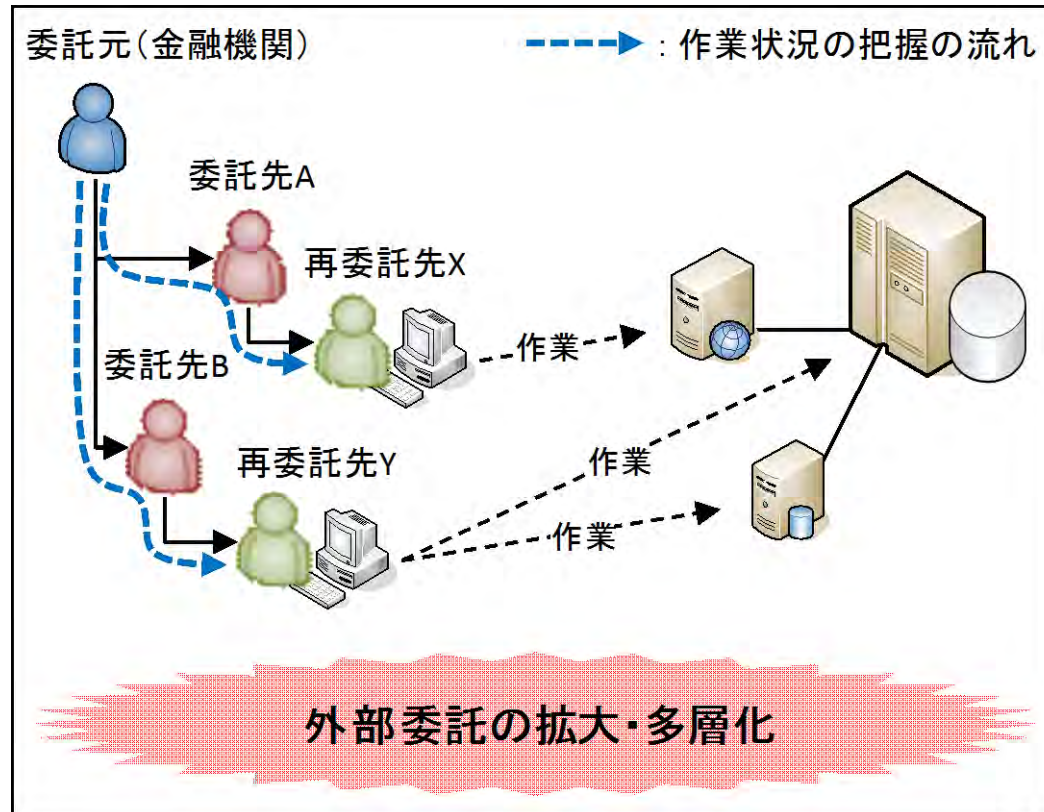 委託元(金融機関)
:作業状況の把握の流れ
委託先A
再委託先X
作業
委託先B
再委託先Y
作業
作業
外部委託の拡大・多層化